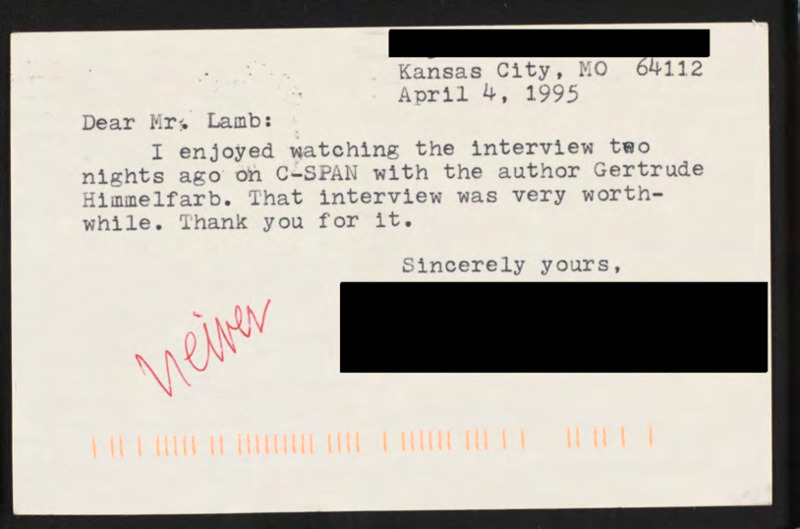 Kansas City, MO 64112
April 4, 1995
Dear Mr. Lamb:
I enjoyed watching the interview two
nights ago on C-SPAN with the author Gertrude
Himmelfarb. That interview was very worth-
while. Thank you for it.
Sincerely yours,